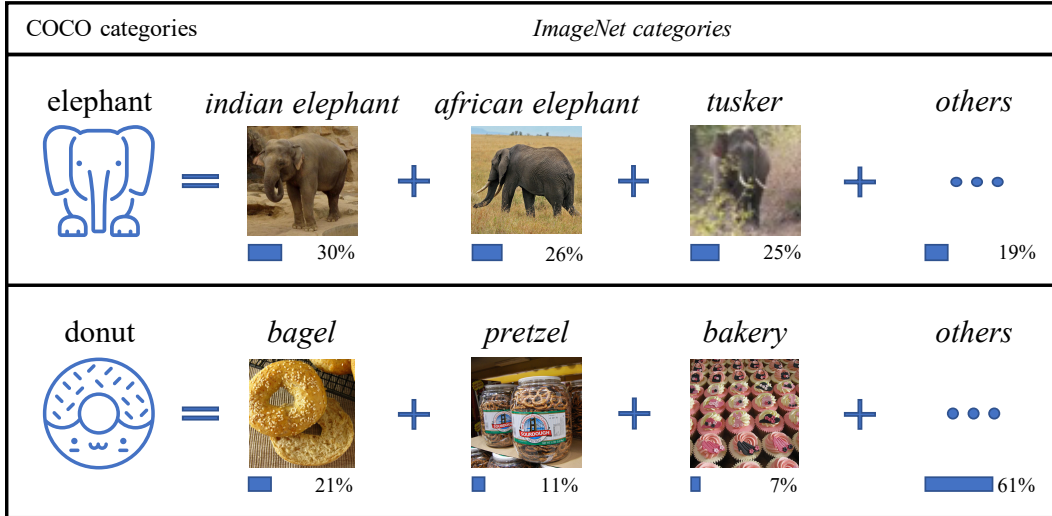 COCO categories ImageNet categories
elephant indian elephant african elephant tusker others
30% 26% 25% 19%
donut bagel pretzel bakery others
SOURDOUGH
21% 11% 7% 61%